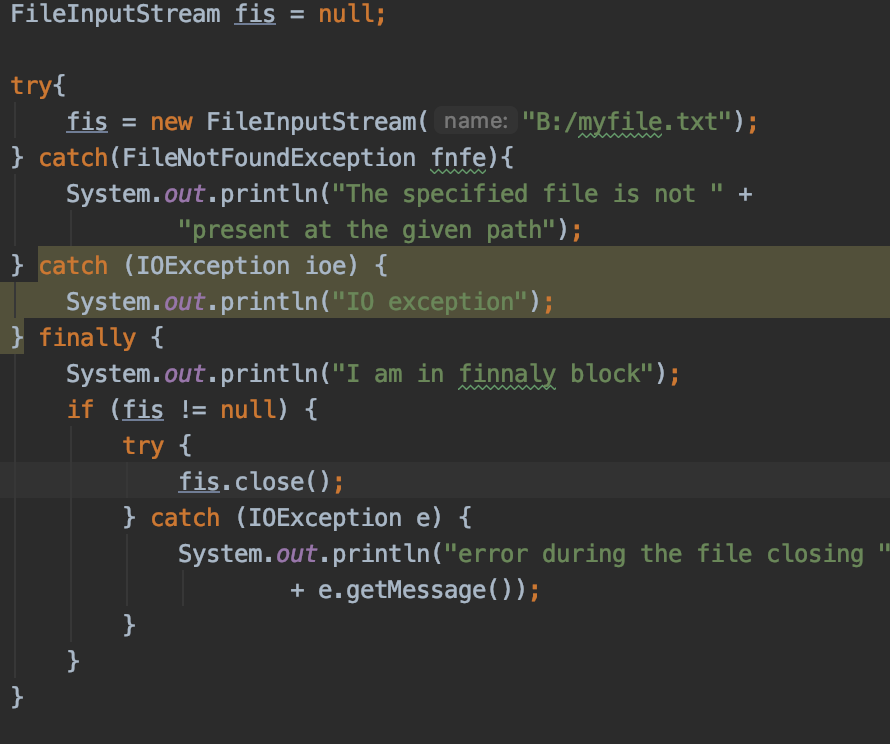 FileInputStream fis = null;
try{
fis = new FileInputStream( name: "B:/myfile.txt");
} catch(FileNotFoundException fnfe){
System.out.println("The specified file is not " +
"present at the given path");
} catch (IOException ioe) {
System.out.println("IO exception");
} finally {
System.out.println("I am in finnaly block");
if (fis != null) {
try {
fis.close();
} catch (IOException e) {
System.out.println("error during the file closing "
+ e.getMessage());
}
}
}